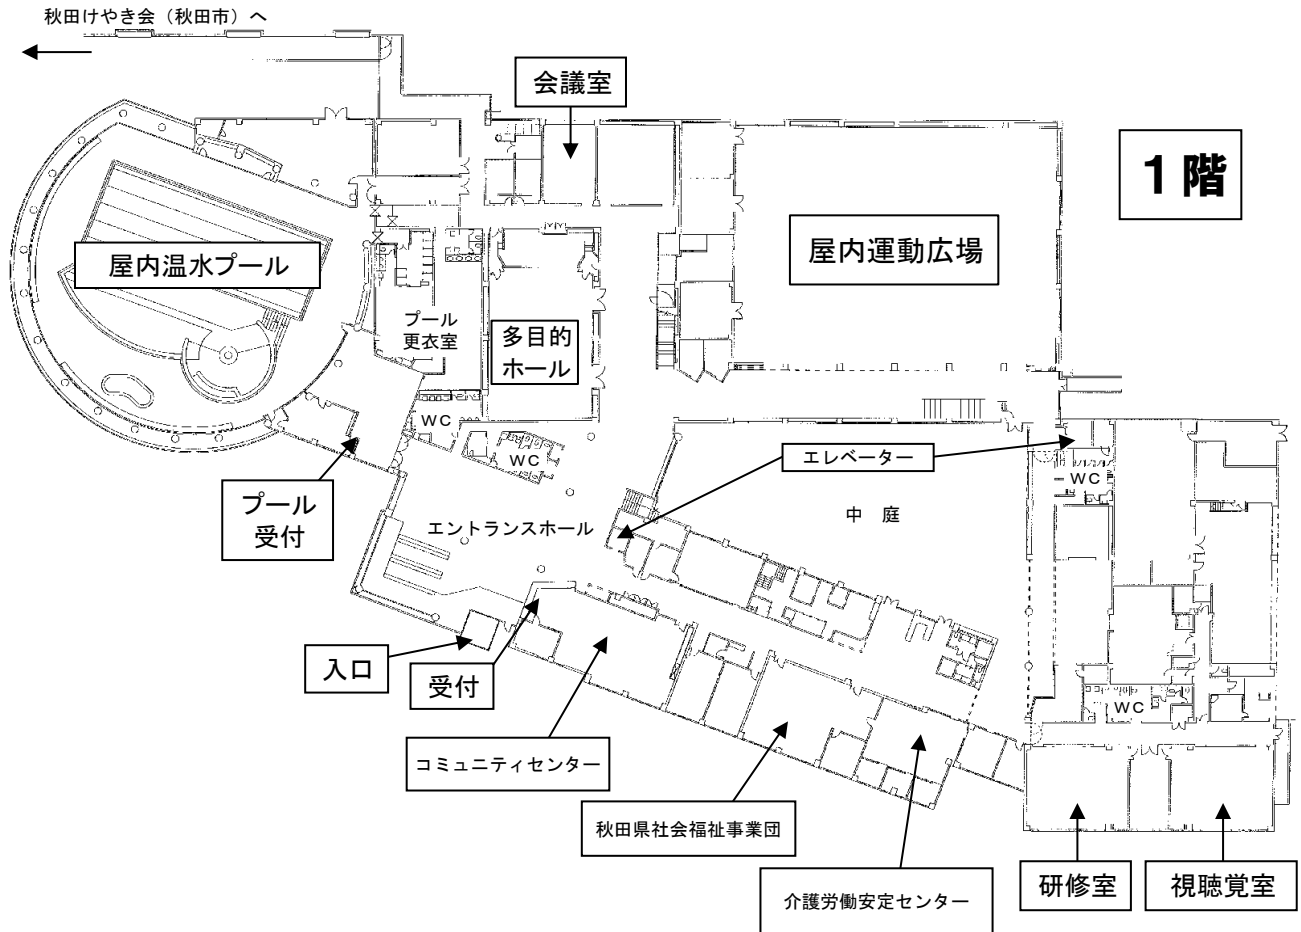 秋田けやき会（秋田市）へ
会議室
１階
屋内運動広場
屋内温水プール
プール
更衣室
多目的
ホール
WC
WC
エレベーター
WC
プール
受付
エントランスホール
中　庭
入口
受付
WC
コミュニティセンター
秋田県社会福祉事業団
介護労働安定センター
研修室
視聴覚室